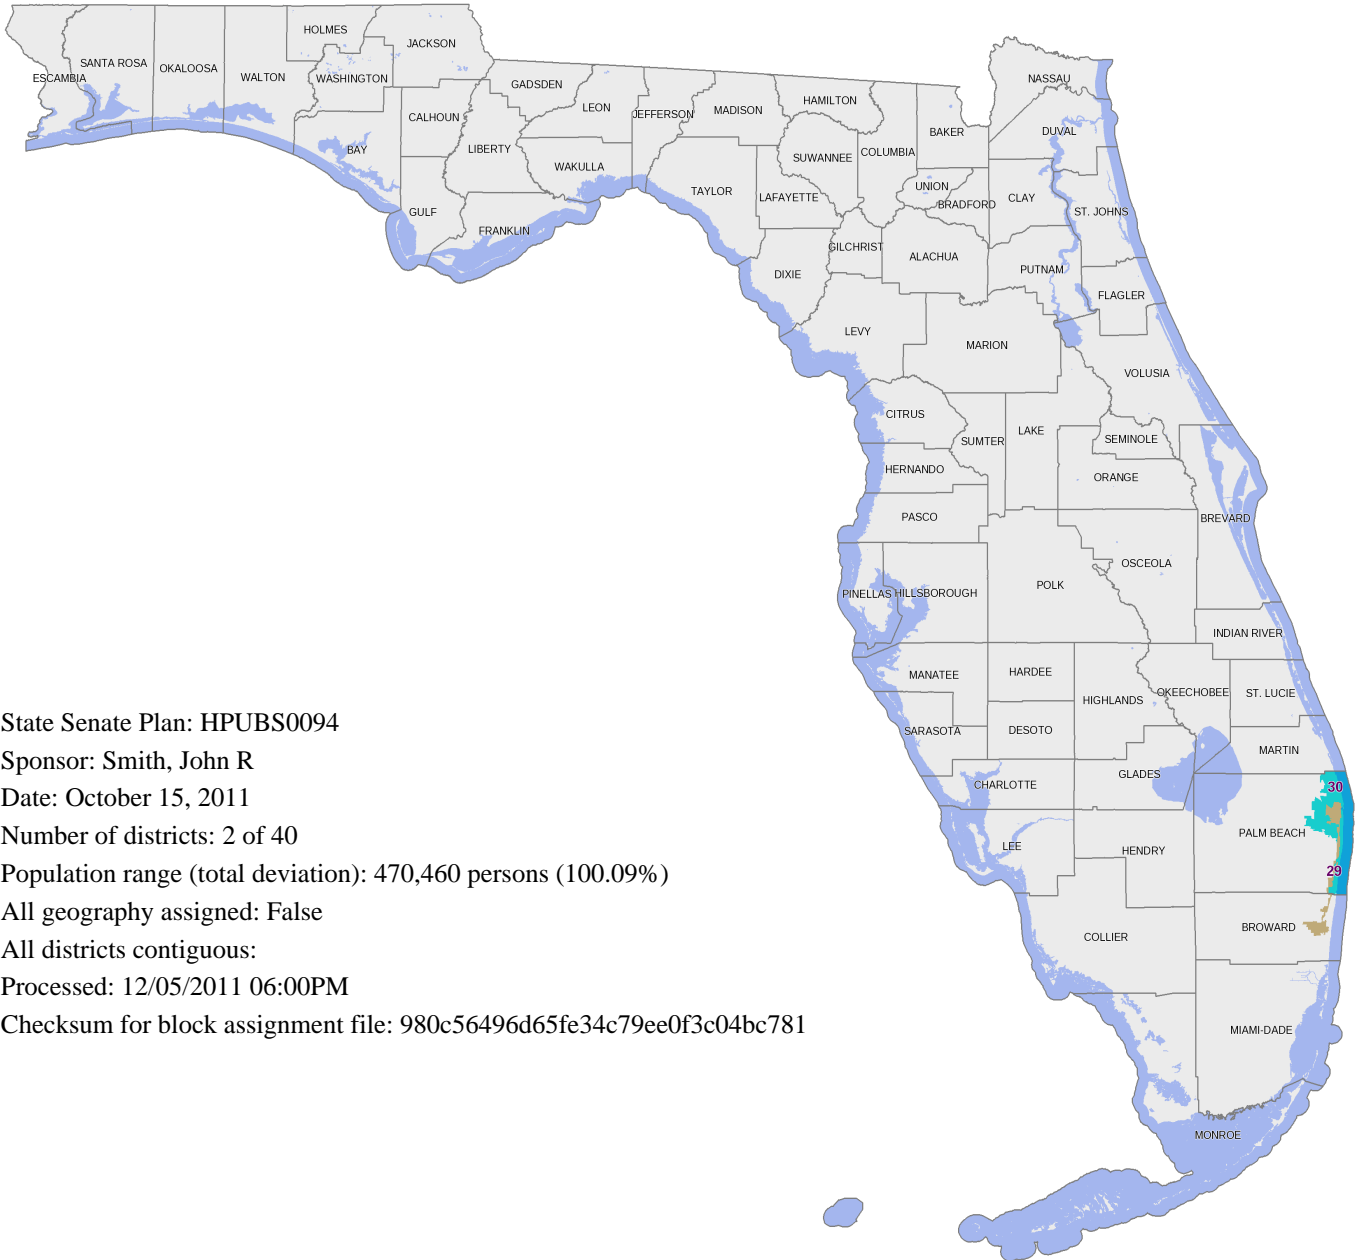 HOLMES
JACKSON
SANTA ROSA
OKALOOSA
ESCAMBIA
WALTON
WASHINGTON
NASSAU
GADSDEN
HAMILTON
LEON
JEFFERSON
MADISON
CALHOUN
BAKER
DUVAL
BAY
LIBERTY
SUWANNEE
COLUMBIA
WAKULLA
TAYLOR
LAFAYETTE
UNION
BRADFORD
CLAY
GULF
ST. JOHNS
FRANKLIN
GILCHRIST
ALACHUA
DIXIE
PUTNAM
FLAGLER
LEVY
MARION
VOLUSIA
CITRUS
SUMTER
LAKE
SEMINOLE
HERNANDO
ORANGE
PASCO
BREVARD
OSCEOLA
PINELLAS
HILLSBOROUGH
POLK
INDIAN RIVER
MANATEE
HARDEE
HIGHLANDS
OKEECHOBEE
ST. LUCIE
SARASOTA
DESOTO
MARTIN
CHARLOTTE
GLADES
30
PALM BEACH
LEE
HENDRY
29
BROWARD
COLLIER
MIAMI-DADE
MONROE
State Senate Plan: HPUBS0094
Sponsor: Smith, John R
Date: October 15, 2011
Number of districts: 2 of 40
Population range (total deviation): 470,460 persons (100.09%)
All geography assigned: False
All districts contiguous:
Processed: 12/05/2011 06:00PM
Checksum for block assignment file: 980c56496d65fe34c79ee0f3c04bc781